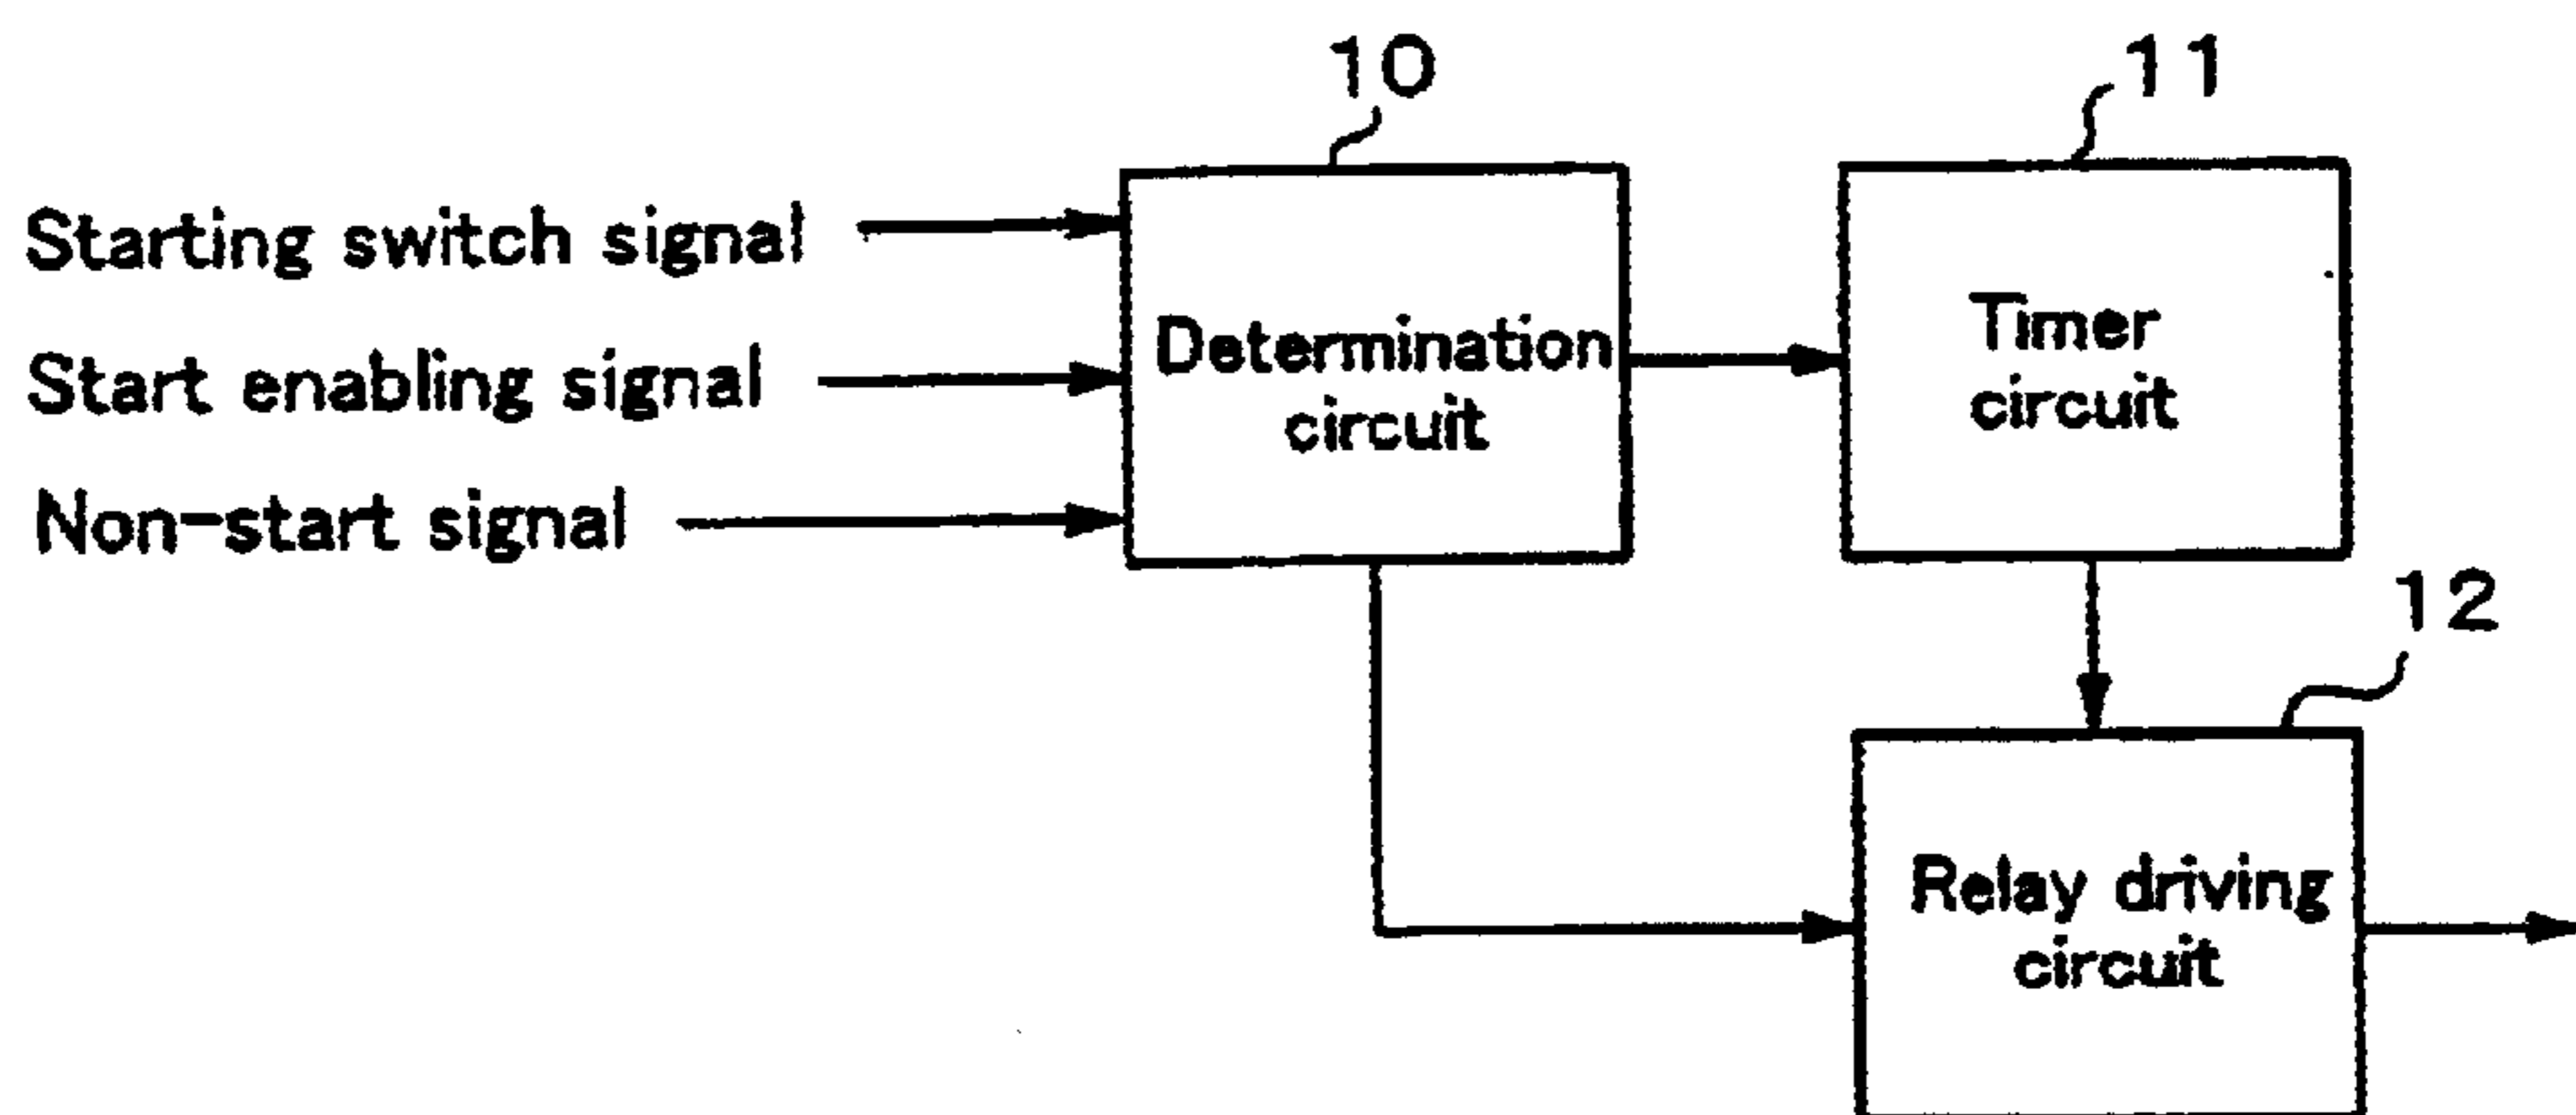 10
11
Starting switch signal
Start enabling signal
Non-start signal
Determination
circuit
Timer
circuit
12
Relay driving
circuit